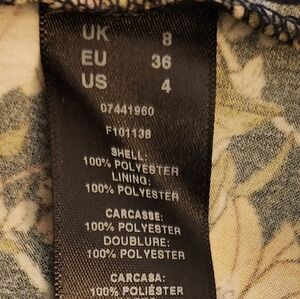 UK 8
EU 36
US 4
07441960
F101138
SHELL:
100% POLYESTER
LINING:
100% POLYESTER
CARCASSE:
100% POLYESTER
DOUBLURE:
100% POLYESTER
CARCASA:
100% POLIÉSTER